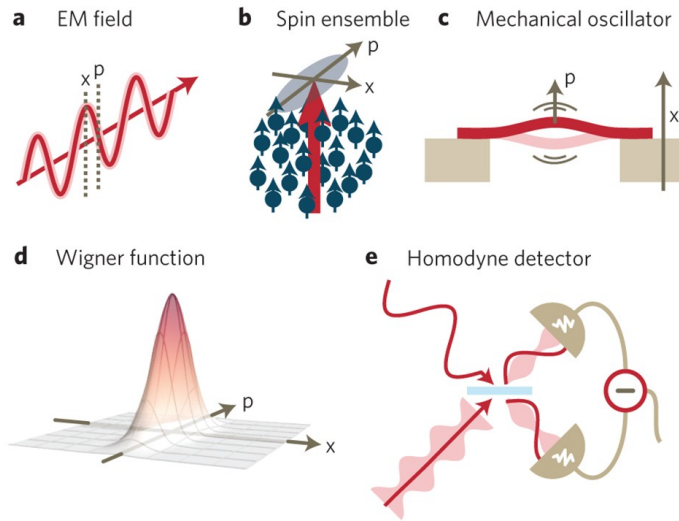 a EM field
x p
b Spin ensemble
p
x
c Mechanical oscillator
p
x
d Wigner function
p
x
e Homodyne detector
−